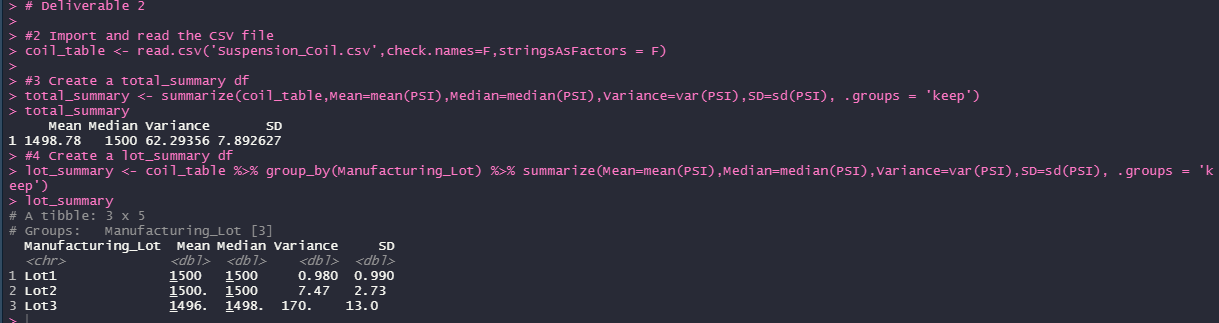 > # Deliverable 2
>
> #2 Import and read the CSV file
> coil_table <- read.csv('Suspension_Coil.csv',check.names=F,stringsAsFactors = F)
>
> #3 Create a total_summary df
> total_summary <- summarize(coil_table,Mean=mean(PSI),Median=median(PSI),Variance=var(PSI),SD=sd(PSI), .groups = 'keep')
> total_summary
     Mean Median Variance       SD
1 1498.78   1500 62.29356 7.892627
> #4 Create a lot_summary df
> lot_summary <- coil_table %>% group_by(Manufacturing_Lot) %>% summarize(Mean=mean(PSI),Median=median(PSI),Variance=var(PSI),SD=sd(PSI), .groups = 'k
eep')
> lot_summary
# A tibble: 3 x 5
# Groups:   Manufacturing_Lot [3]
  Manufacturing_Lot  Mean Median Variance     SD
  <chr>             <dbl>  <dbl>    <dbl>  <dbl>
1 Lot1              1500   1500     0.980  0.990
2 Lot2              1500.  1500     7.47   2.73
3 Lot3              1496.  1498.  170.    13.0
>